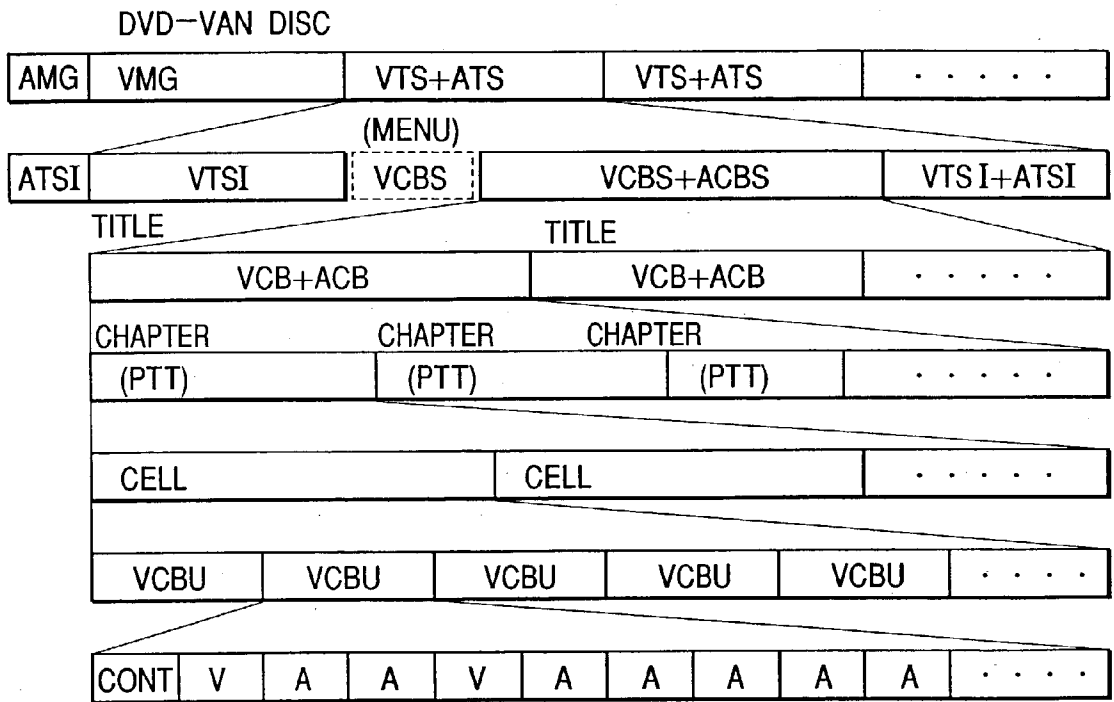 DVD-VAN DISC
AMG VMG VTS+ATS VTS+ATS · · · · ·
(MENU)
ATSI VTSI VCBS VCBS+ACBS VTSI+ATSI
TITLE TITLE
VCB+ACB VCB+ACB · · · · ·
CHAPTER CHAPTER CHAPTER
(PTT) (PTT) (PTT) · · · · ·
CELL CELL · · · · ·
VCBU VCBU VCBU VCBU VCBU · · · ·
CONT V A A V A A A A A · · · ·